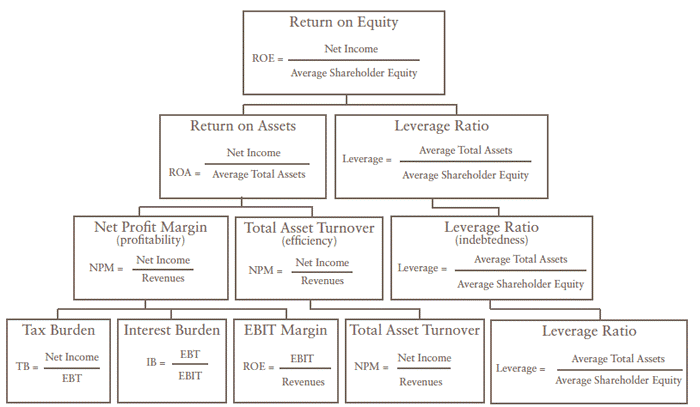 Return on Equity
ROE = Net Income
Average Shareholder Equity
Return on Assets
ROA = Net Income
Average Total Assets
Leverage Ratio
Leverage = Average Total Assets
Average Shareholder Equity
Net Profit Margin
(profitability)
NPM = Net Income
Revenues
Total Asset Turnover
(efficiency)
NPM = Net Income
Revenues
Leverage Ratio
(indebtedness)
Leverage = Average Total Assets
Average Shareholder Equity
Tax Burden
TB = Net Income
EBT
Interest Burden
IB = EBT
EBIT
EBIT Margin
ROE = EBIT
Revenues
Total Asset Turnover
NPM = Net Income
Revenues
Leverage Ratio
Leverage = Average Total Assets
Average Shareholder Equity